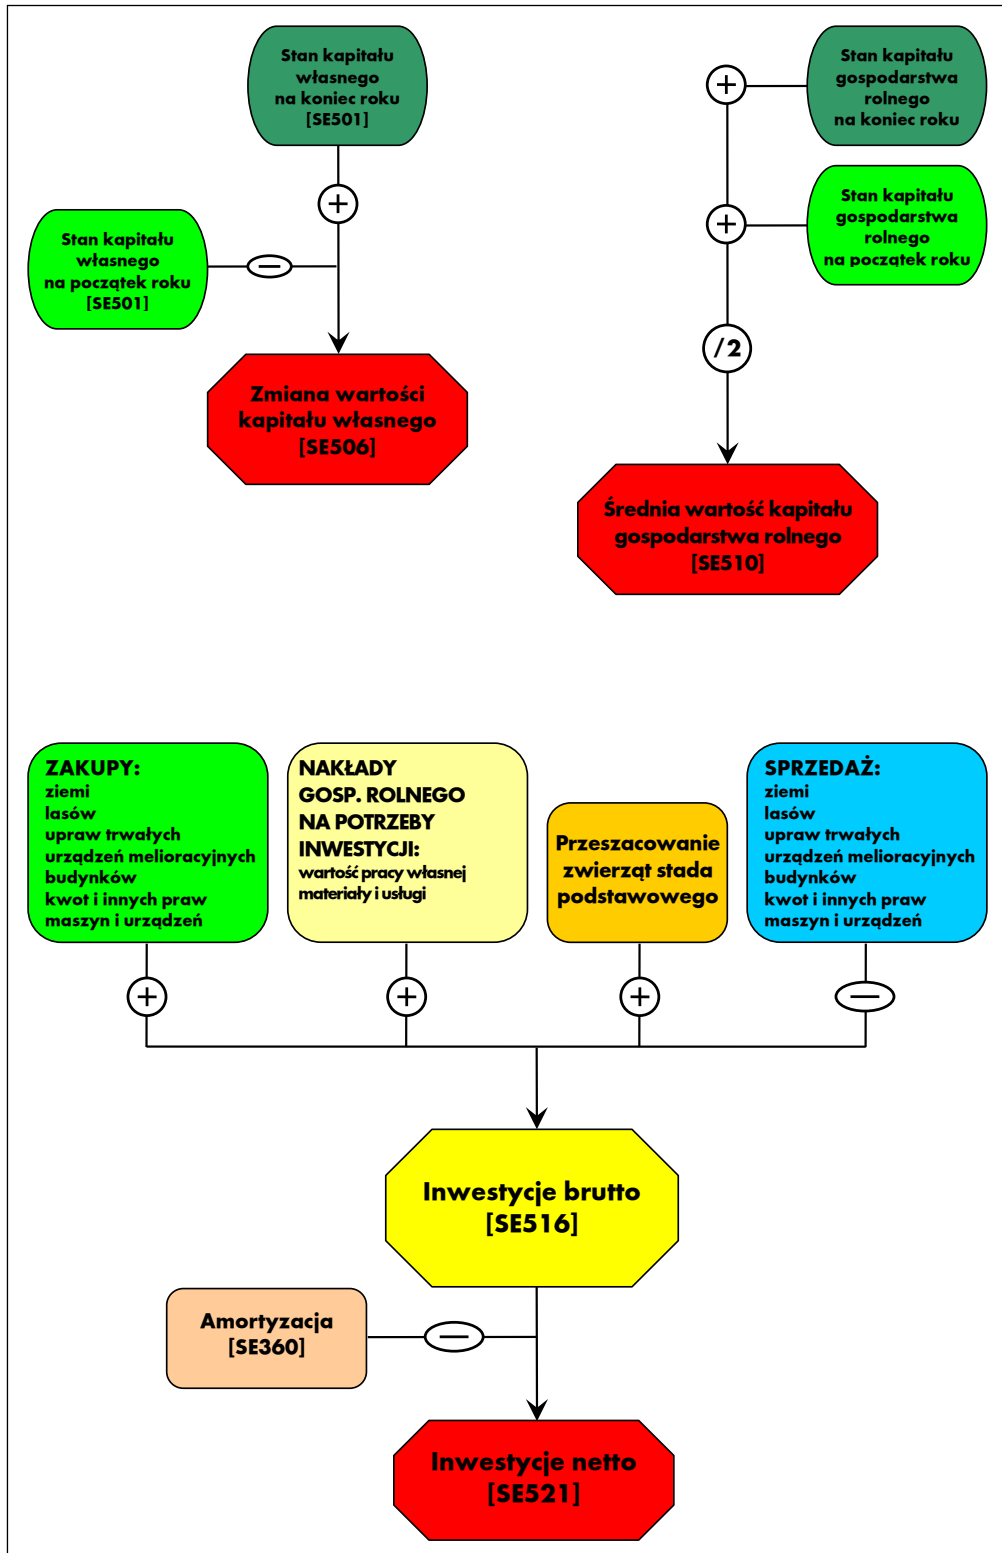 Stan kapitału
własnego
na koniec roku
[SE501]
+
Stan kapitału
własnego
na początek roku
[SE501]
—
Zmiana wartości
kapitału własnego
[SE506]
Stan kapitału
gospodarstwa
rolnego
na koniec roku
+
Stan kapitału
gospodarstwa
rolnego
na początek roku
+
/2
Średnia wartość kapitału
gospodarstwa rolnego
[SE510]
ZAKUPY:
ziemi
lasów
upraw trwałych
urządzeń melioracyjnych
budynków
kwot i innych praw
maszyn i urządzeń
NAKŁADY
GOSP. ROLNEGO
NA POTRZEBY
INWESTYCJI:
wartość pracy własnej
materiały i usługi
Przeszacowanie
zwierząt stada
podstawowego
SPRZEDAŻ:
ziemi
lasów
upraw trwałych
urządzeń melioracyjnych
budynków
kwot i innych praw
maszyn i urządzeń
+
+
+
—
Inwestycje brutto
[SE516]
Amortyzacja
[SE360]
—
Inwestycje netto
[SE521]